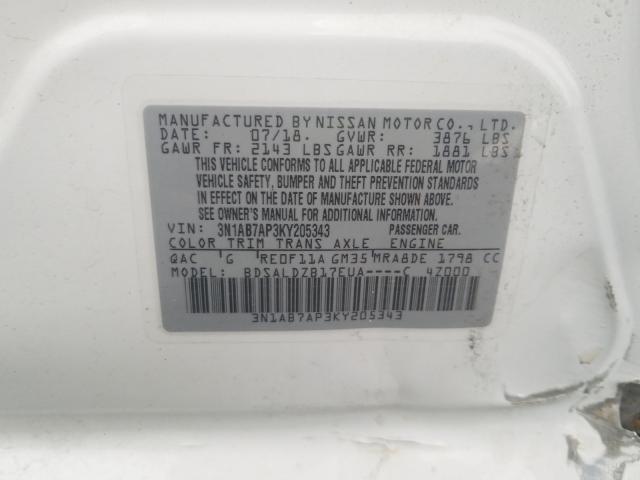 MANUFACTURED BY NISSAN MOTOR CO., LTD.
DATE: 07/18. GVWR: 3876 LBS
GAWR FR: 2143 LBS GAWR RR: 1881 LBS
THIS VEHICLE CONFORMS TO ALL APPLICABLE FEDERAL MOTOR
VEHICLE SAFETY, BUMPER AND THEFT PREVENTION STANDARDS
IN EFFECT ON THE DATE OF MANUFACTURE SHOWN ABOVE.
SEE OWNER'S MANUAL FOR ADDITIONAL INFORMATION.
VIN: 3N1AB7AP3KY205343 PASSENGER CAR.
COLOR TRIM TRANS AXLE ENGINE
QAC G RE0F11A GM35 MRA8DE 1798 CC
MODEL: BDSALDZB17EUA----C 4Z000
3N1AB7AP3KY205343